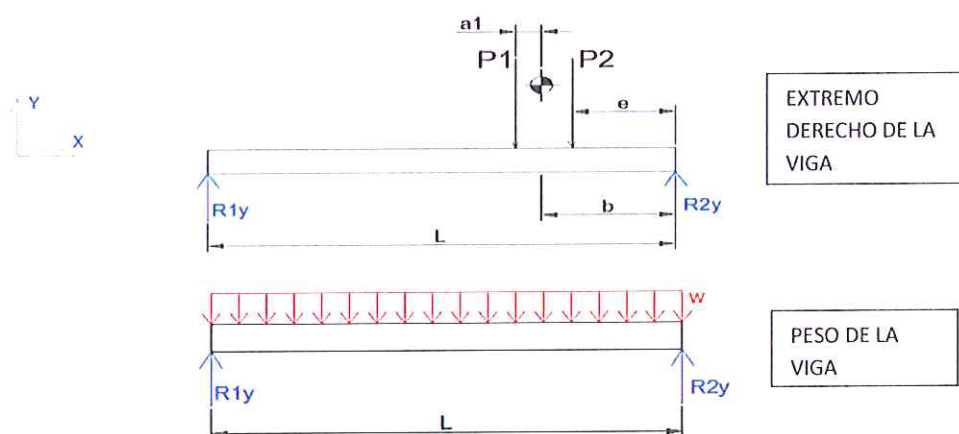 a1
P1
P2
e
Y
X
EXTREMO
DERECHO DE LA
VIGA
R1y
b
R2y
L
W
PESO DE LA
VIGA
R1y
R2y
L